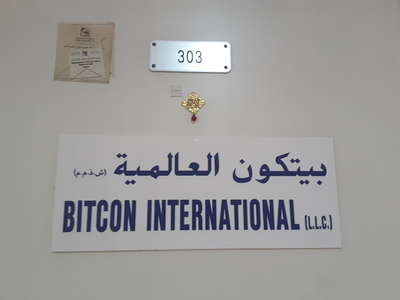 303
بيتكون العالمية (ش.ذ.م.م)
BITCON INTERNATIONAL (L.L.C.)